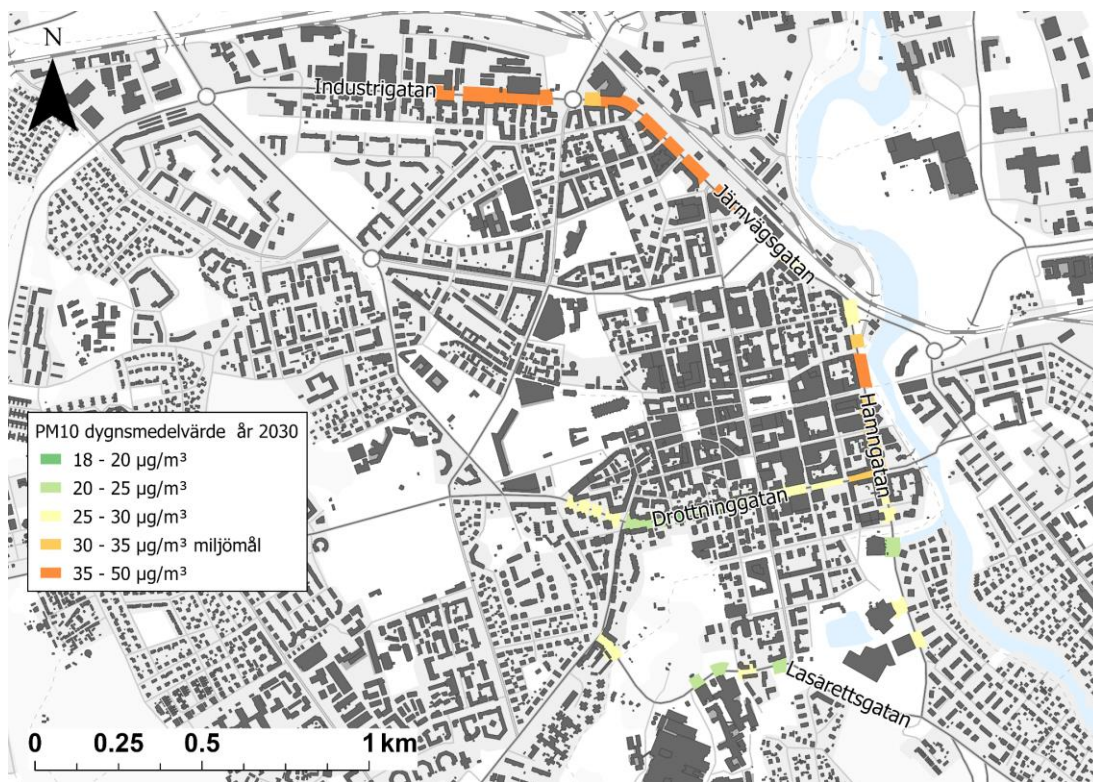 N
Industrigatan
Järnvägsgatan
Hamngatan
Drottninggatan
Lasarettsgatan
PM10 dygnsmedelvärde år 2030
18 - 20 µg/m³
20 - 25 µg/m³
25 - 30 µg/m³
30 - 35 µg/m³ miljömål
35 - 50 µg/m³
0 0.25 0.5 1 km